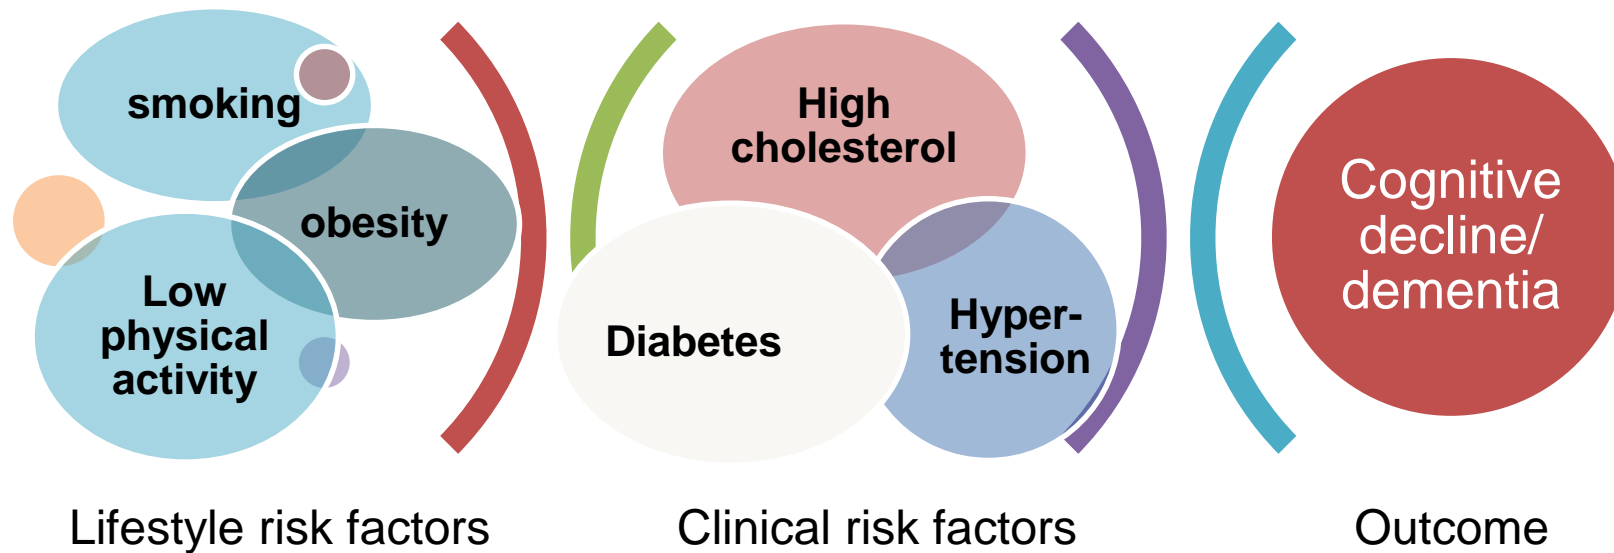 smoking
obesity
Low
physical
activity
High
cholesterol
Diabetes
Hyper-
tension
Cognitive
decline/
dementia
Lifestyle risk factors
Clinical risk factors
Outcome